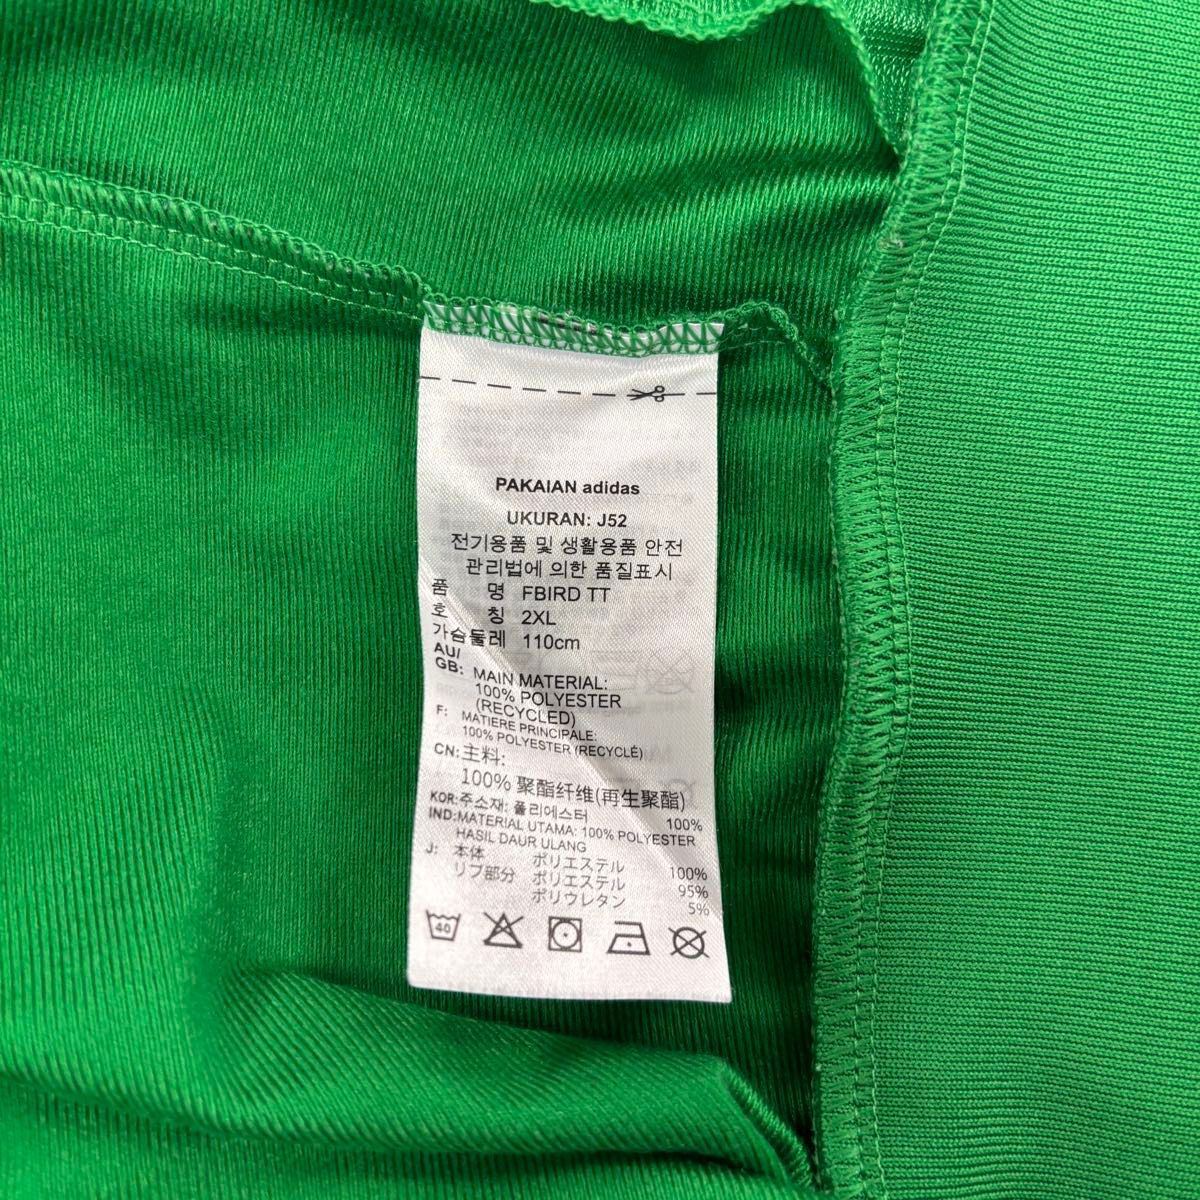 PAKAIAN adidas
UKURAN: J52
전기용품 및 생활용품 안전
관리법에 의한 품질표시
품 명 FBIRD TT
호 칭 2XL
가슴둘레 110cm
AU/
GB: MAIN MATERIAL:
100% POLYESTER
(RECYCLED)
F: MATIERE PRINCIPALE:
100% POLYESTER (RECYCLÉ)
CN: 主料:
100% 聚酯纤维(再生聚酯)
KOR: 주소재: 폴리에스터 100%
IND: MATERIAL UTAMA: 100% POLYESTER
HASIL DAUR ULANG
J: 本体 ポリエステル 100%
リブ部分 ポリエステル 95%
ポリウレタン 5%
40